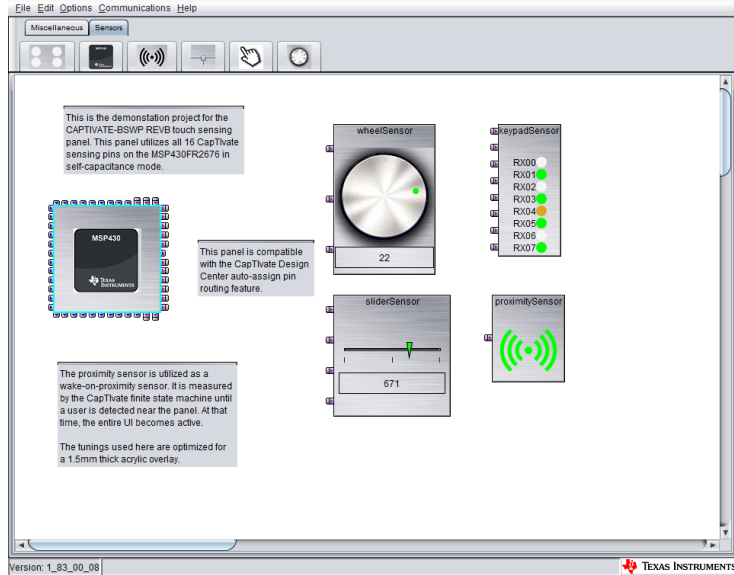 File Edit Options Communications Help
Miscellaneous Sensors
This is the demonstation project for the
CAPTIVATE-BSWP REVB touch sensing
panel. This panel utilizes all 16 CapTIvate
sensing pins on the MSP430FR2676 in
self-capacitance mode.
MSP430
TEXAS
INSTRUMENTS
This panel is compatible
with the CapTIvate Design
Center auto-assign pin
routing feature.
wheelSensor
22
keypadSensor
RX00
RX01
RX02
RX03
RX04
RX05
RX06
RX07
sliderSensor
671
proximitySensor
The proximity sensor is utilized as a
wake-on-proximity sensor. It is measured
by the CapTIvate finite state machine until
a user is detected near the panel. At that
time, the entire UI becomes active.
The tunings used here are optimized for
a 1.5mm thick acrylic overlay.
Version: 1_83_00_08
TEXAS INSTRUMENTS